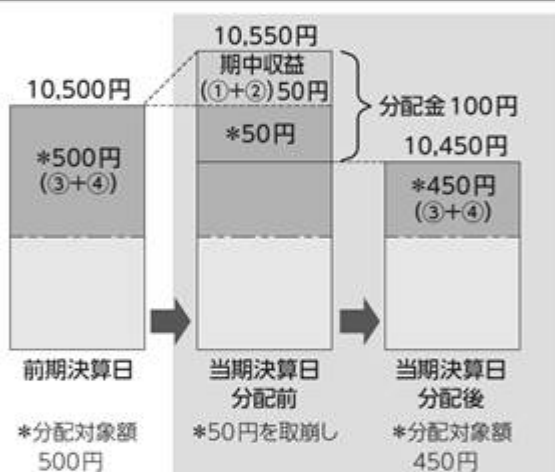 10,500円
*500円
(③+④)
前期決算日
*分配対象額
500円
10,550円
期中収益
(①+②)50円
*50円
分配金100円
当期決算日
分配前
*50円を取崩し
10,450円
*450円
(③+④)
当期決算日
分配後
*分配対象額
450円